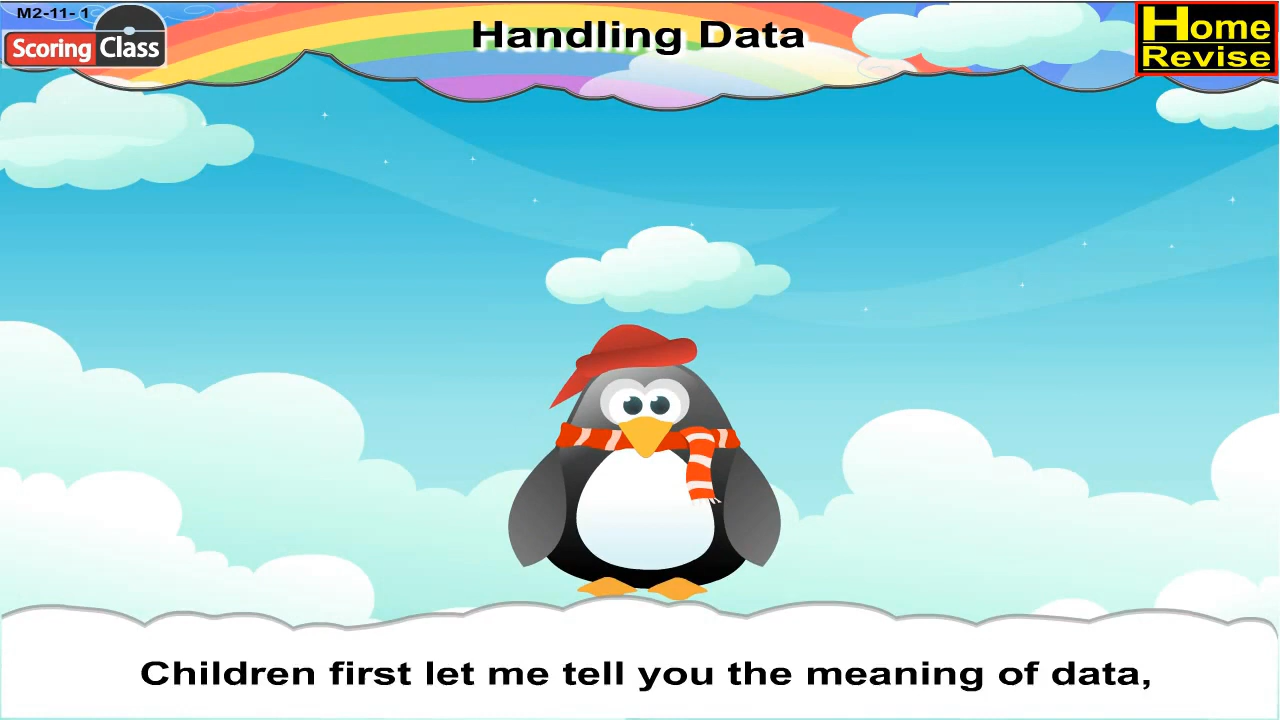 M2-11- 1
Scoring Class
Handling Data
Home
Revise
Children first let me tell you the meaning of data,